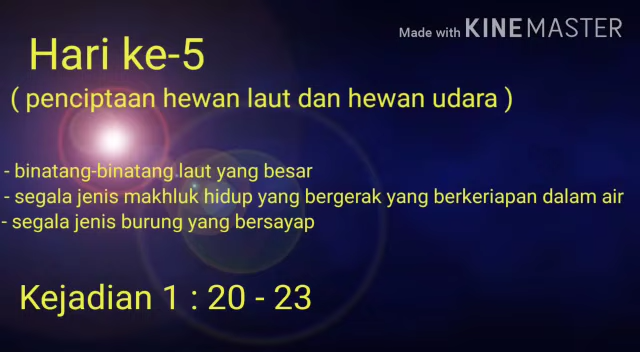 Made with KINEMASTER
Hari ke-5
( penciptaan hewan laut dan hewan udara )
- binatang-binatang laut yang besar
- segala jenis makhluk hidup yang bergerak yang berkeriapan dalam air
- segala jenis burung yang bersayap
Kejadian 1 : 20 - 23